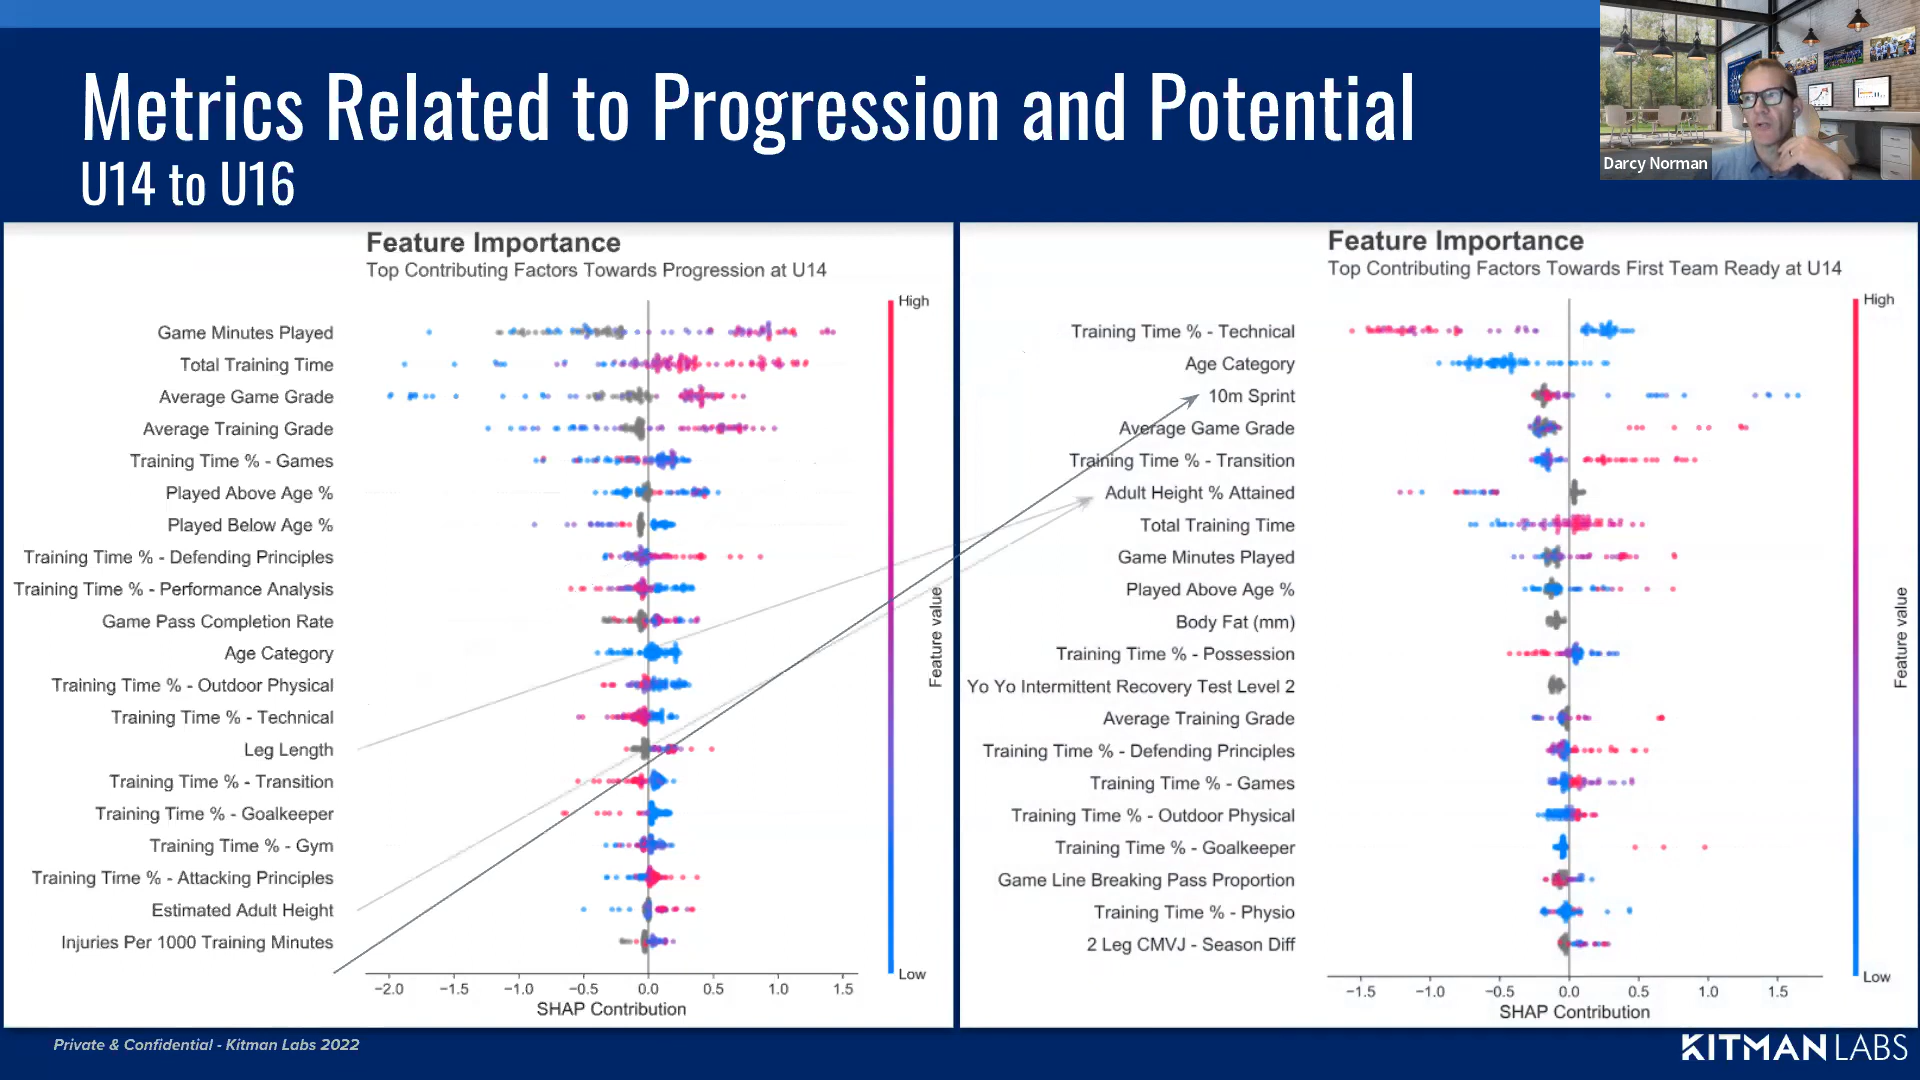 Metrics Related to Progression and Potential
U14 to U16
Darcy Norman
Feature Importance
Top Contributing Factors Towards Progression at U14
High
Game Minutes Played
Total Training Time
Average Game Grade
Average Training Grade
Training Time % - Games
Played Above Age %
Played Below Age %
Training Time % - Defending Principles
Training Time % - Performance Analysis
Game Pass Completion Rate
Age Category
Training Time % - Outdoor Physical
Training Time % - Technical
Leg Length
Training Time % - Transition
Training Time % - Goalkeeper
Training Time % - Gym
Training Time % - Attacking Principles
Estimated Adult Height
Injuries Per 1000 Training Minutes
Feature value
Low
−2.0 −1.5 −1.0 −0.5 0.0 0.5 1.0 1.5
SHAP Contribution
Feature Importance
Top Contributing Factors Towards First Team Ready at U14
High
Training Time % - Technical
Age Category
10m Sprint
Average Game Grade
Training Time % - Transition
Adult Height % Attained
Total Training Time
Game Minutes Played
Played Above Age %
Body Fat (mm)
Training Time % - Possession
Yo Yo Intermittent Recovery Test Level 2
Average Training Grade
Training Time % - Defending Principles
Training Time % - Games
Training Time % - Outdoor Physical
Training Time % - Goalkeeper
Game Line Breaking Pass Proportion
Training Time % - Physio
2 Leg CMVJ - Season Diff
Feature value
Low
−1.5 −1.0 −0.5 0.0 0.5 1.0 1.5
SHAP Contribution
Private & Confidential - Kitman Labs 2022
KITMAN LABS